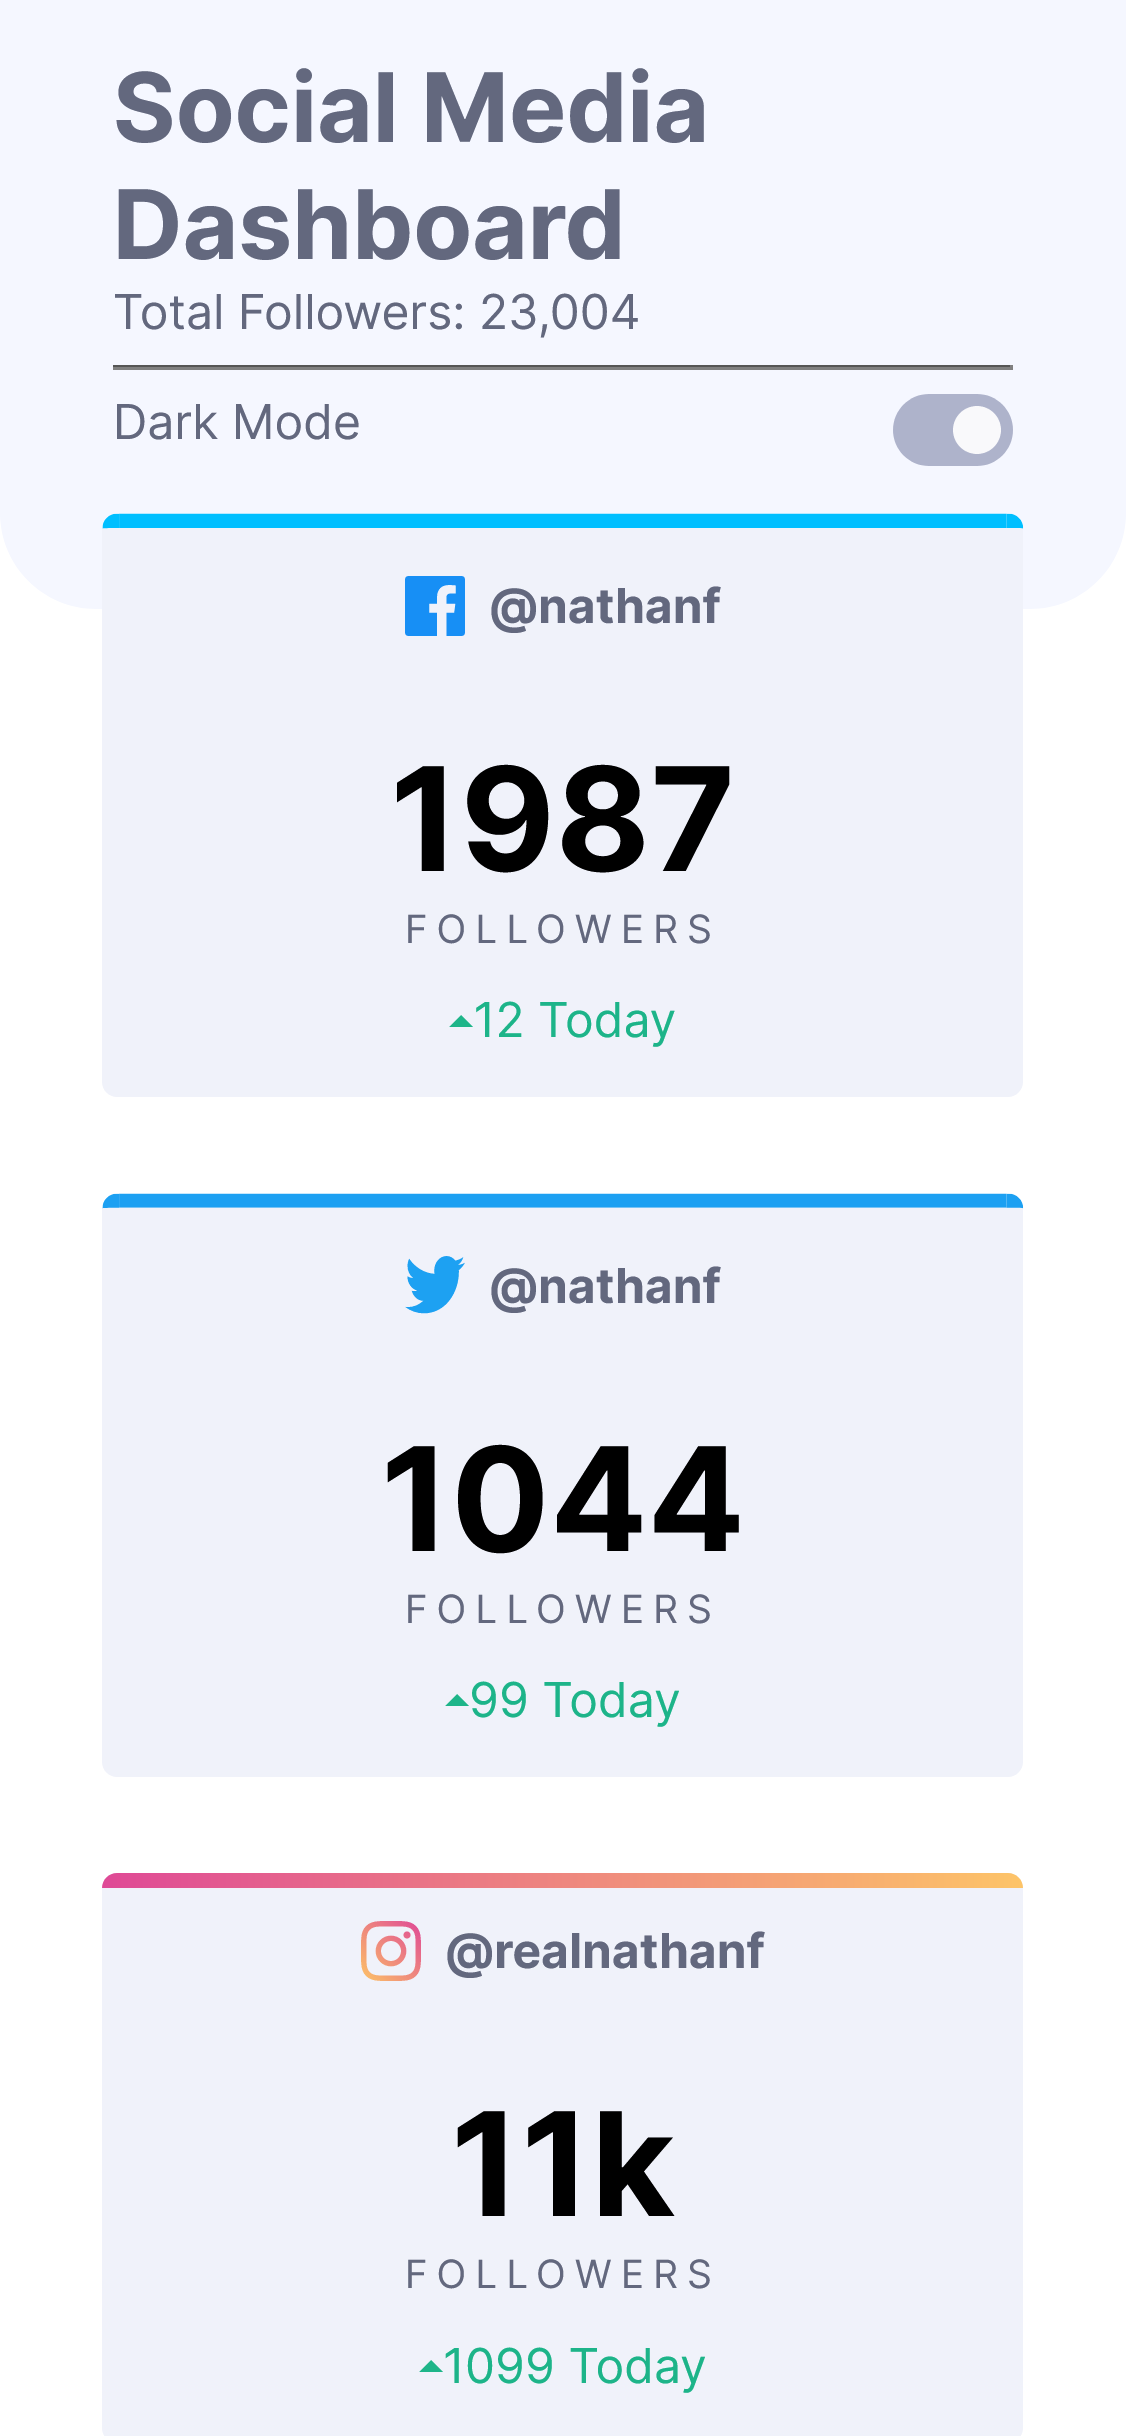 Social Media
Dashboard
Total Followers: 23,004
Dark Mode
@nathanf
1987
FOLLOWERS
12 Today
@nathanf
1044
FOLLOWERS
99 Today
@realnathanf
11k
FOLLOWERS
1099 Today